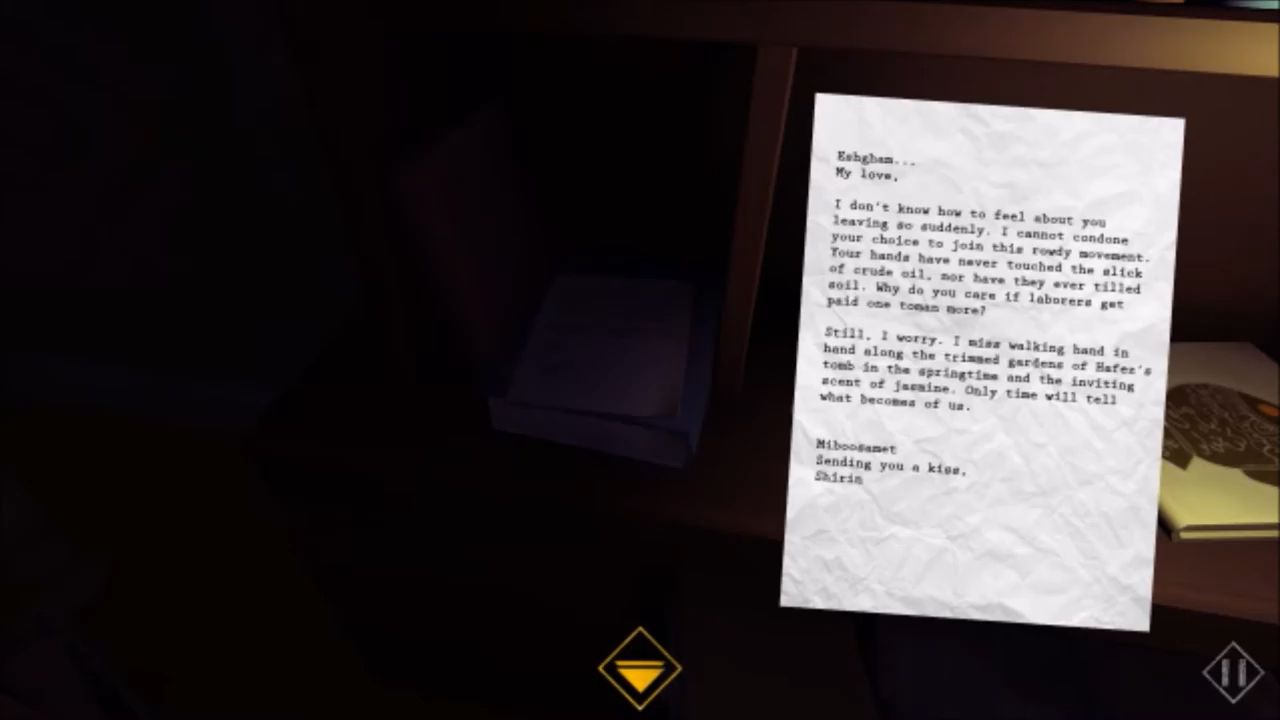 Eshgham...
My love,
I don't know how to feel about you
leaving so suddenly. I cannot condone
your choice to join this rowdy movement.
Your hands have never touched the slick
of crude oil, nor have they ever tilled
soil. Why do you care if laborers get
paid one toman more?
Still, I worry. I miss walking hand in
hand along the trimmed gardens of Hafez's
tomb in the springtime and the inviting
scent of jasmine. Only time will tell
what becomes of us.
Miboosamet
Sending you a kiss,
Shirin